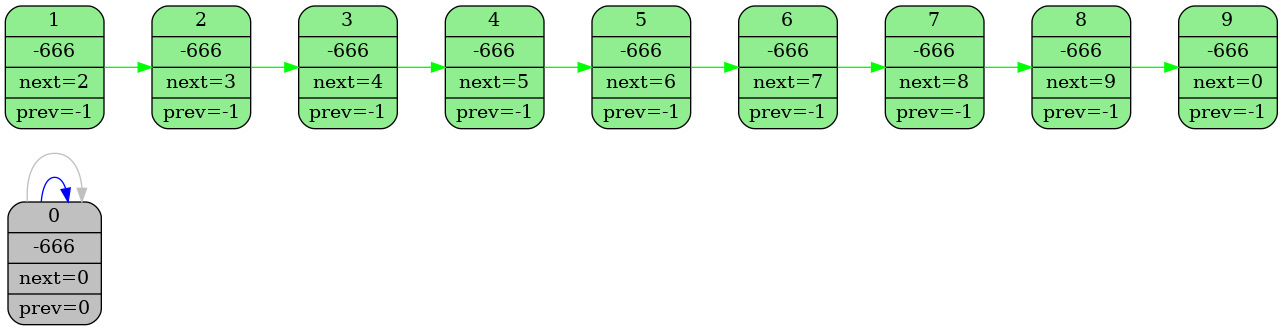 1 2 3 4 5 6 7 8 9
-666 -666 -666 -666 -666 -666 -666 -666 -666
next=2 next=3 next=4 next=5 next=6 next=7 next=8 next=9 next=0
prev=-1 prev=-1 prev=-1 prev=-1 prev=-1 prev=-1 prev=-1 prev=-1 prev=-1
0
-666
next=0
prev=0